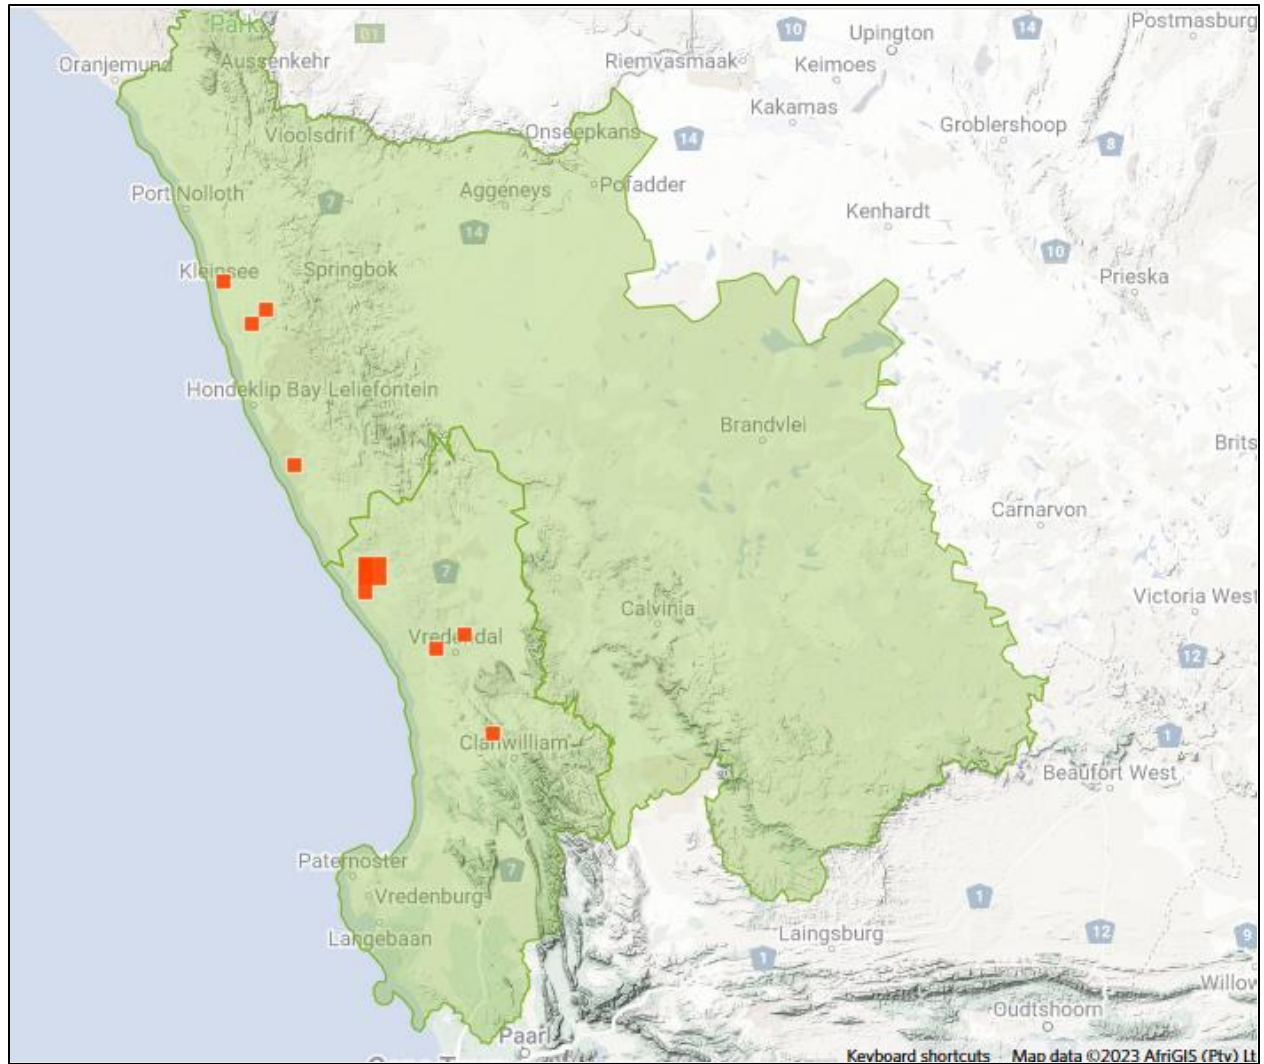 Park
B1
10
Upington
14
Postmasburg
Oranjemund
Aussenkehr
Riemvasmaak
Keimoes
Kakamas
Vioolsdrif
Onseepkans
14
Groblershoop
8
Port Nolloth
7
Aggeneys
Pofadder
14
Kenhardt
10
Kleinsee
Springbok
Prieska
Hondeklip Bay
Leliefontein
Brandvlei
Brits
Carnarvon
7
Calvinia
Victoria West
Vredendal
12
1
Clanwilliam
Beaufort West
Paternoster
7
Vredenburg
1
Langebaan
Laingsburg
12
9
1
Willow
Oudtshoorn
Paarl
Keyboard shortcuts
Map data ©2023 AfriGIS (Pty) Lt